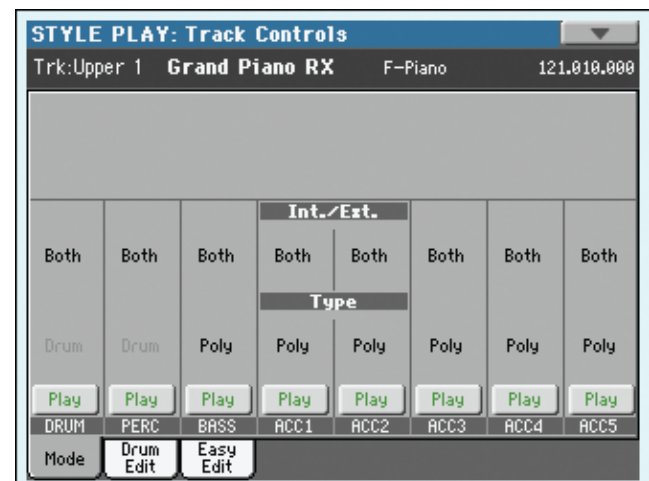 STYLE PLAY: Track Controls
Trk:Upper 1 Grand Piano RX F-Piano 121.010.000
Int./Ext.
Both Both Both Both Both Both Both Both
Type
Drum Drum Poly Poly Poly Poly Poly Poly
Play Play Play Play Play Play Play Play
DRUM PERC BASS ACC1 ACC2 ACC3 ACC4 ACC5
Mode Drum Edit Easy Edit